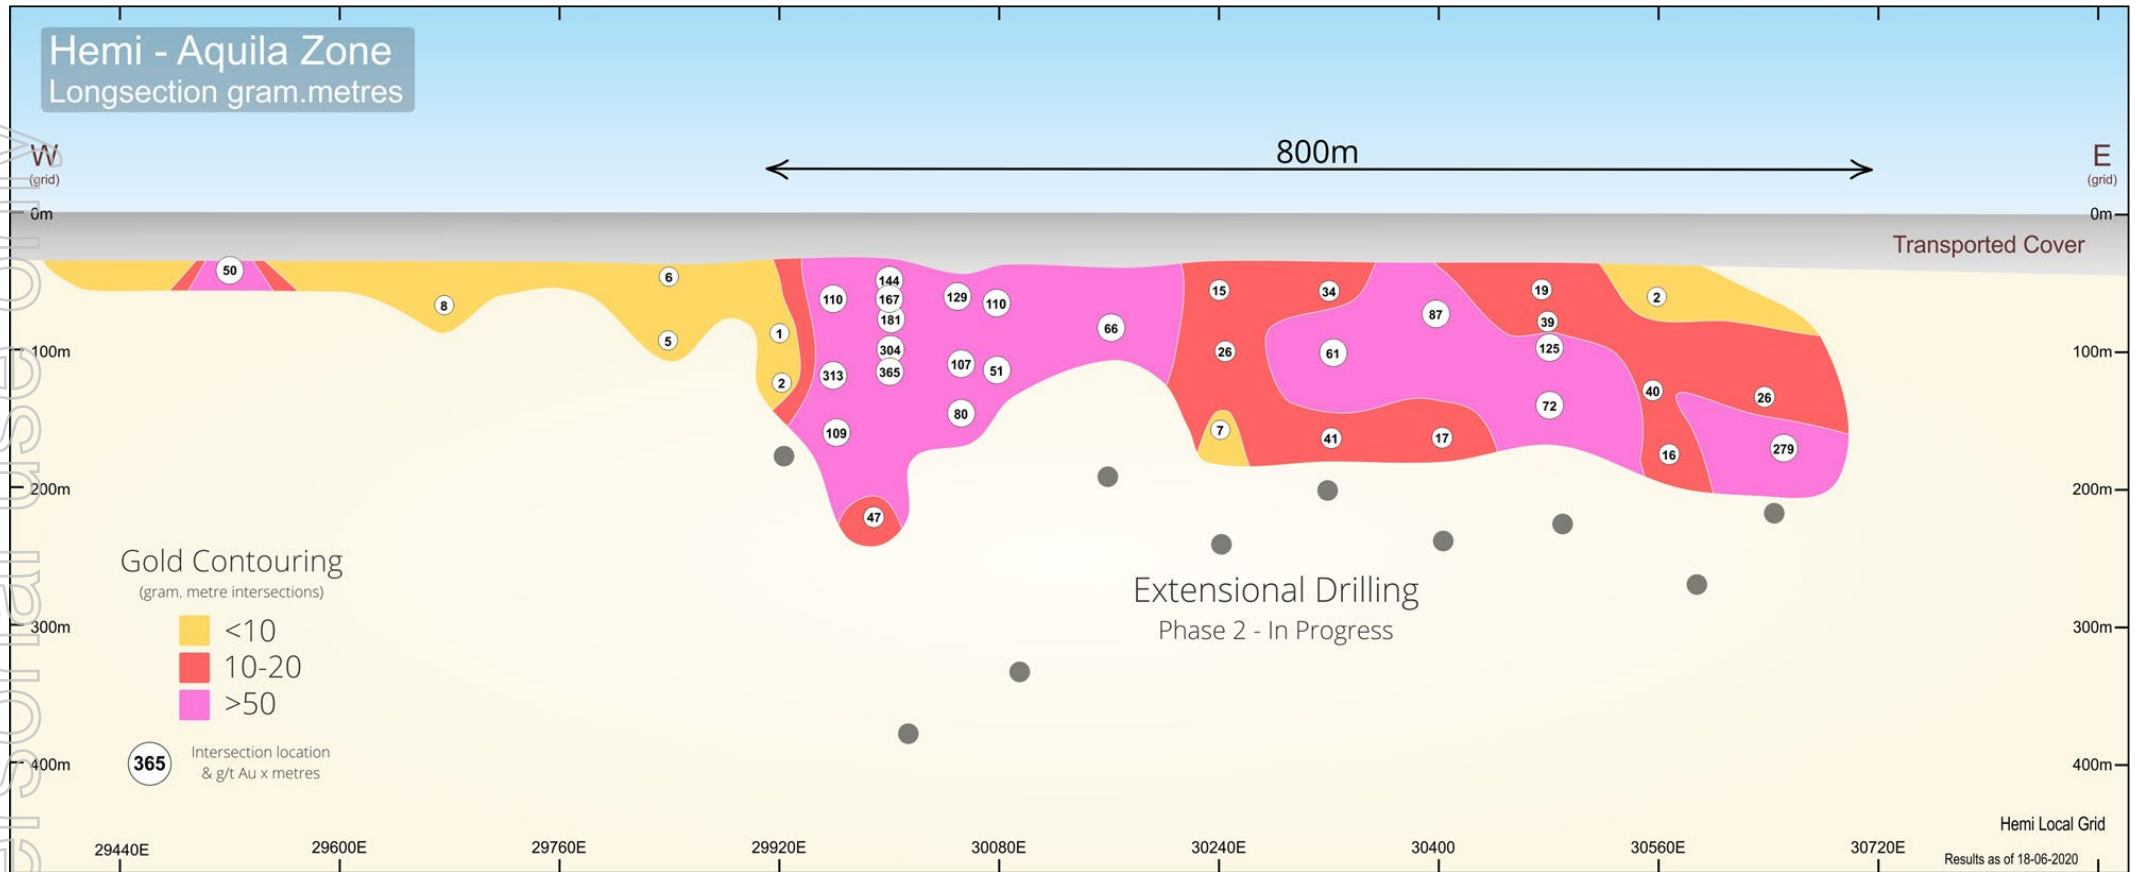 Hemi - Aquila Zone
Longsection gram.metres
800m
W
(grid)
E
(grid)
0m
0m
Transported Cover
50
6
8
5
1
2
144
110
167
129
110
181
66
304
313
365
107
51
80
109
47
15
34
19
2
87
39
26
61
125
40
26
72
7
41
17
16
279
100m
100m
200m
200m
300m
300m
400m
400m
Gold Contouring
(gram. metre intersections)
<10
10-20
>50
365
Intersection location
& g/t Au x metres
Extensional Drilling
Phase 2 - In Progress
Hemi Local Grid
29440E
29600E
29760E
29920E
30080E
30240E
30400
30560E
30720E
Results as of 18-06-2020
ersonal use only